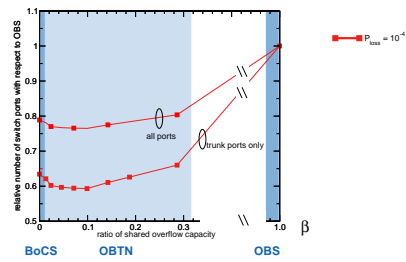 relative number of switch ports with respect to OBS
1.1
1
0.9
0.8
0.7
0.6
0.5
P_loss = 10^-4
all ports
trunk ports only
0 0.1 0.2 0.3 1.0
ratio of shared overflow capacity
β
BoCS OBTN OBS